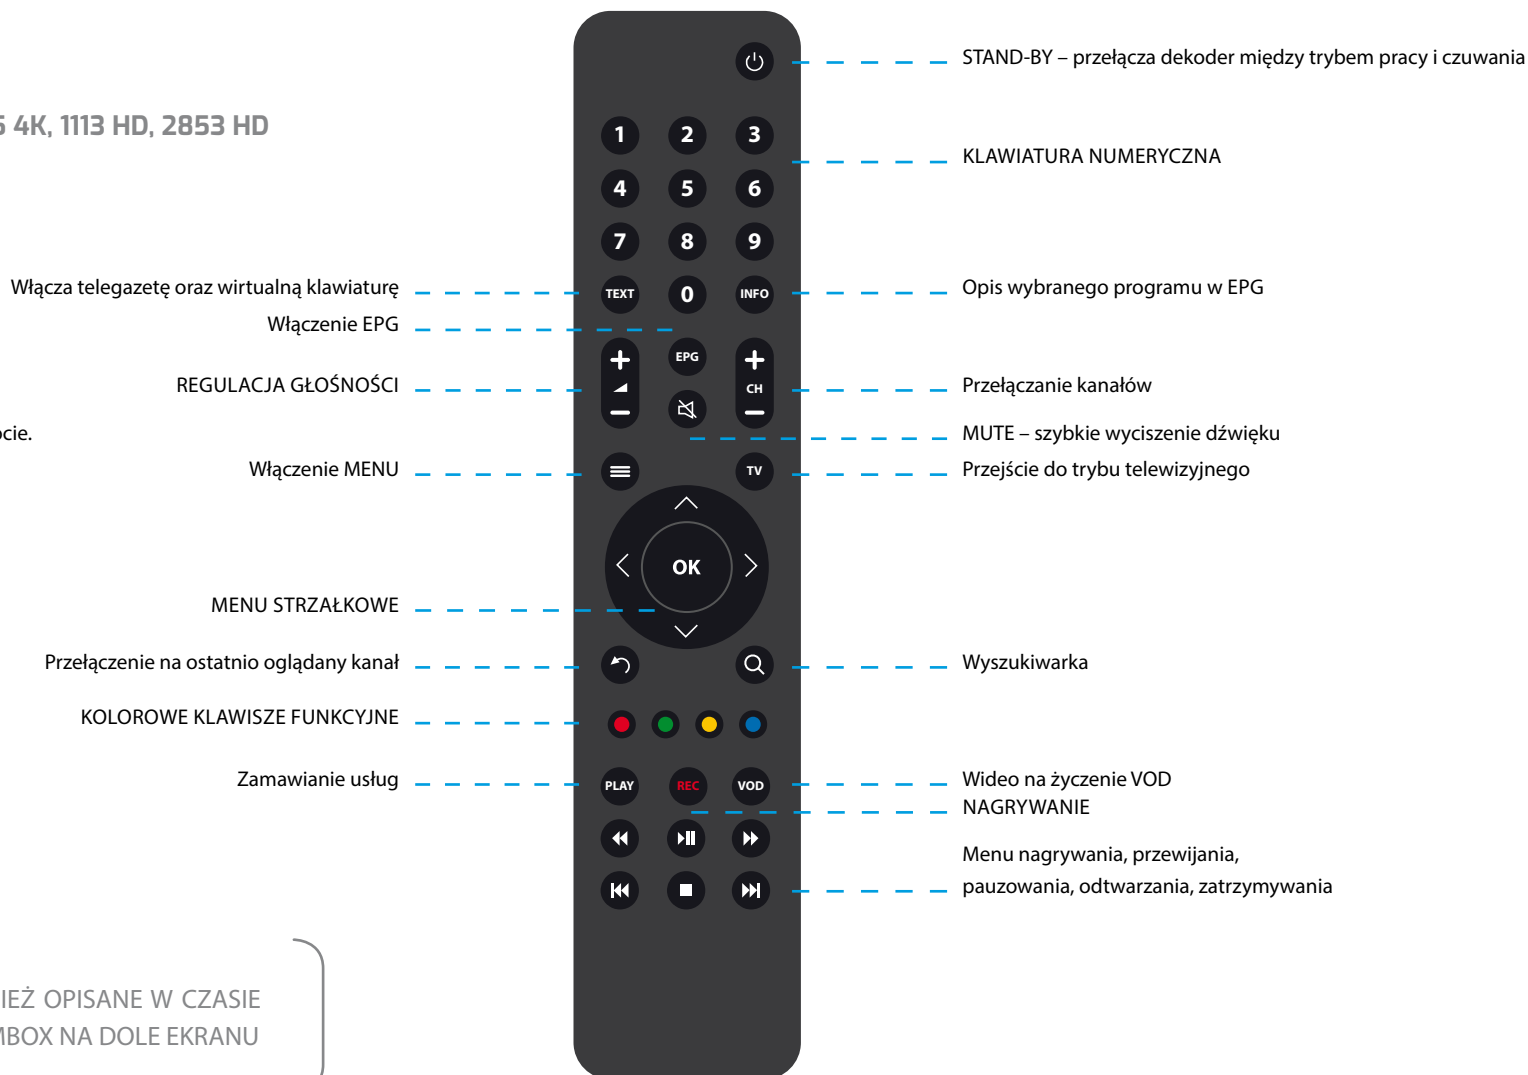 STAND-BY – przełącza dekoder między trybem pracy i czuwania
5 4K, 1113 HD, 2853 HD
1 2 3
KLAWIATURA NUMERYCZNA
4 5 6
7 8 9
Włącza telegazetę oraz wirtualną klawiaturę
TEXT 0 INFO
Opis wybranego programu w EPG
Włączenie EPG
EPG
REGULACJA GŁOŚNOŚCI
CH
Przełączanie kanałów
ocie.
MUTE – szybkie wyciszenie dźwięku
Włączenie MENU
TV
Przejście do trybu telewizyjnego
OK
MENU STRZAŁKOWE
Przełączenie na ostatnio oglądany kanał
Wyszukiwarka
KOLOROWE KLAWISZE FUNKCYJNE
Zamawianie usług
PLAY REC VOD
Wideo na życzenie VOD
NAGRYWANIE
Menu nagrywania, przewijania,
pauzowania, odtwarzania, zatrzymywania
IEŻ OPISANE W CZASIE
MBOX NA DOLE EKRANU